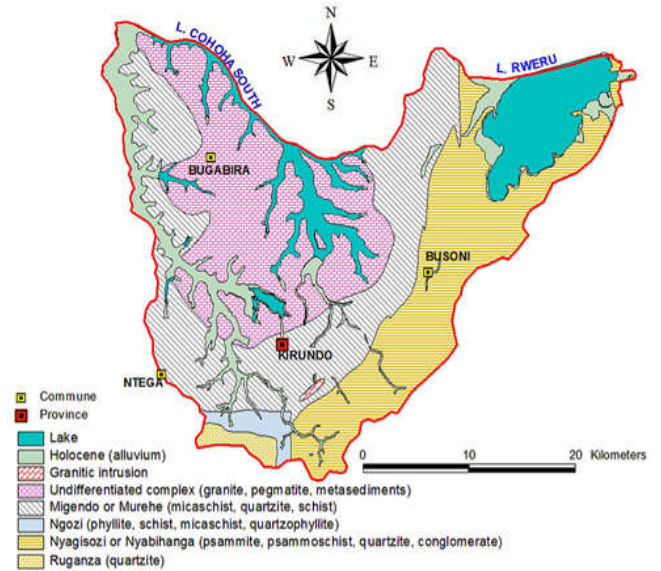 N
L. COHOHA SOUTH
W E
S
L. RWERU
BUGABIRA
BUSONI
KIRUNDO
NTEGA
Commune
Province
0 10 20 Kilometers
Lake
Holocene (alluvium)
Granitic intrusion
Undifferentiated complex (granite, pegmatite, metasediments)
Migendo or Murehe (micaschist, quartzite, schist)
Ngozi (phyllite, schist, micaschist, quartzophyllite)
Nyagisozi or Nyabihanga (psammite, psammoschist, quartzite, conglomerate)
Ruganza (quartzite)